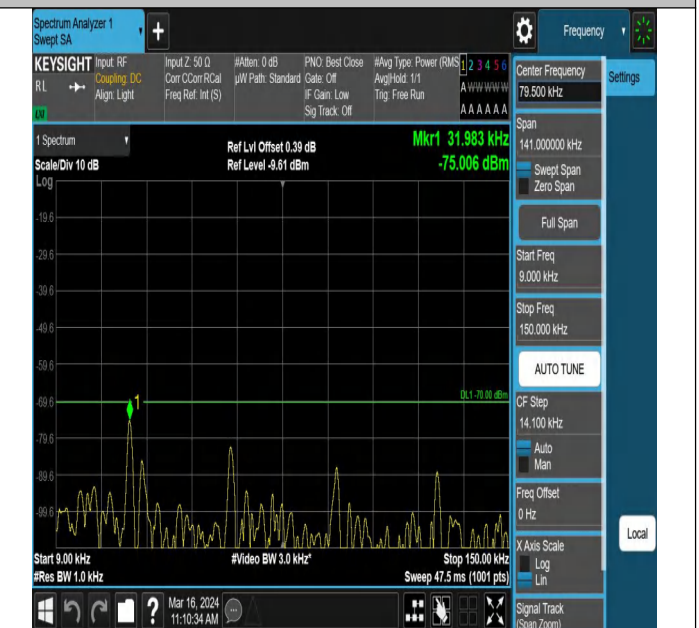 Spectrum Analyzer 1
Swept SA
Frequency
KEYSIGHT
RL
LNI
Input: RF
Coupling: DC
Align: Light
Input Z: 50 Ω
Corr CCorr RCal
Freq Ref: Int (S)
#Atten: 0 dB
µW Path: Standard
PNO: Best Close
Gate: Off
IF Gain: Low
Sig Track: Off
#Avg Type: Power (RMS
Avg|Hold: 1/1
Trig: Free Run
1 2 3 4 5 6
A W W W W W
A A A A A A
1 Spectrum
Scale/Div 10 dB
Log
Ref Lvl Offset 0.39 dB
Ref Level -9.61 dBm
Mkr1 31.983 kHz
-75.006 dBm
-19.6
-29.6
-39.6
-49.6
-59.6
-69.6
-79.6
-89.6
-99.6
1
DL1 -70.00 dBm
Start 9.00 kHz
#Res BW 1.0 kHz
#Video BW 3.0 kHz*
Stop 150.00 kHz
Sweep 47.5 ms (1001 pts)
Mar 16, 2024
11:10:34 AM
?
Center Frequency
79.500 kHz
Settings
Span
141.000000 kHz
Swept Span
Zero Span
Full Span
Start Freq
9.000 kHz
Stop Freq
150.000 kHz
AUTO TUNE
CF Step
14.100 kHz
Auto
Man
Freq Offset
0 Hz
X Axis Scale
Log
Lin
Local
Signal Track
(Span Zoom)